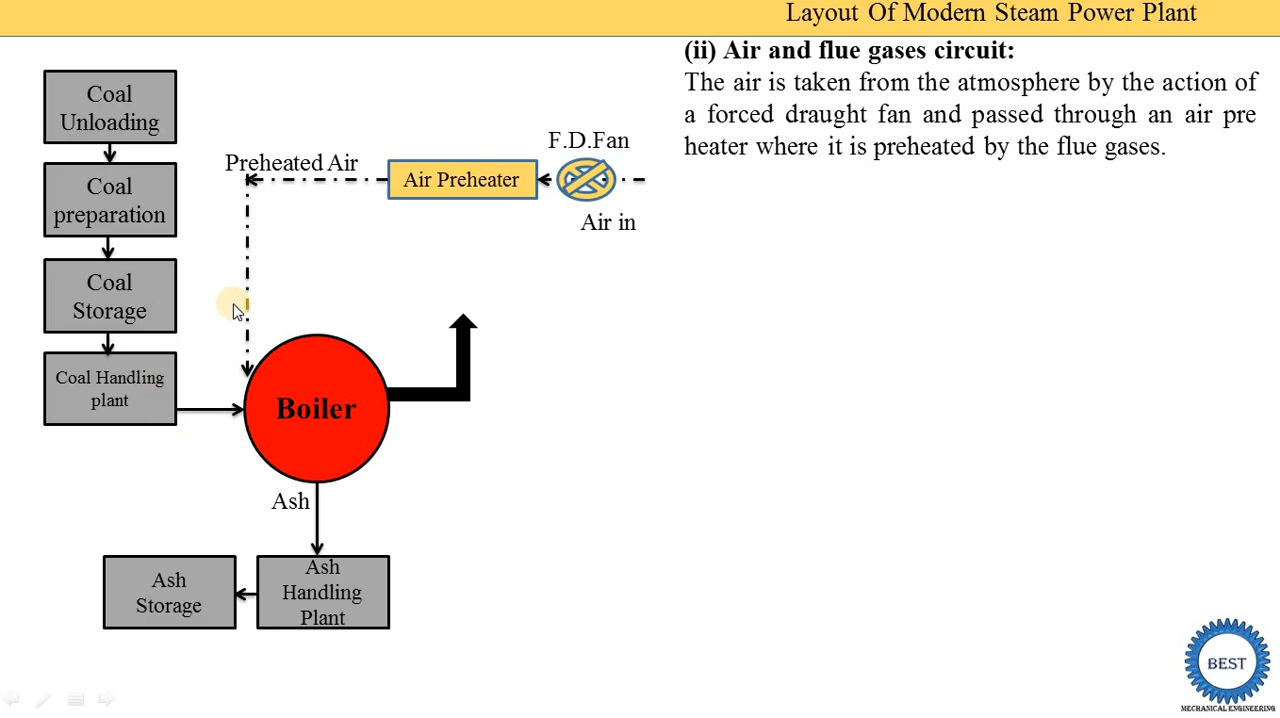 Layout Of Modern Steam Power Plant
(ii) Air and flue gases circuit:
The air is taken from the atmosphere by the action of
a forced draught fan and passed through an air pre
heater where it is preheated by the flue gases.
Coal
Unloading
Coal
preparation
Coal
Storage
Coal Handling
plant
Preheated Air
Air Preheater
F.D.Fan
Air in
Boiler
Ash
Ash
Handling
Plant
Ash
Storage
BEST
MECHANICAL ENGINEERING